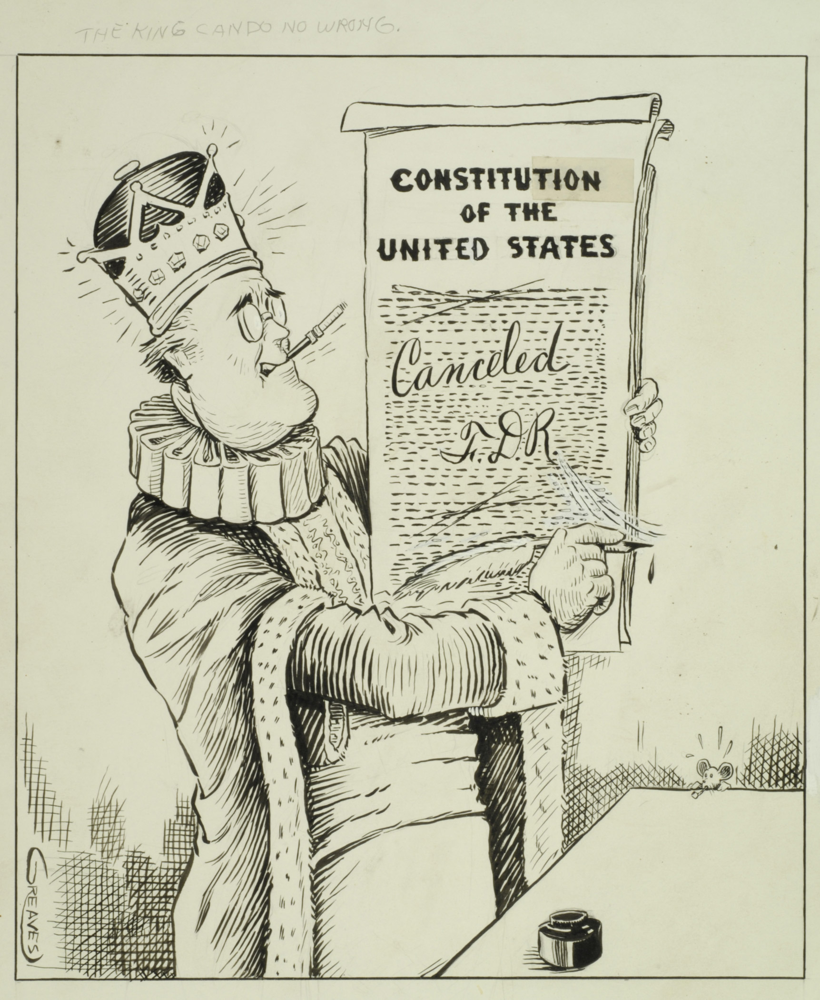 THE KING CAN DO NO WRONG.
CONSTITUTION
OF THE
UNITED STATES
Canceled
F.D.R.
GREAVES